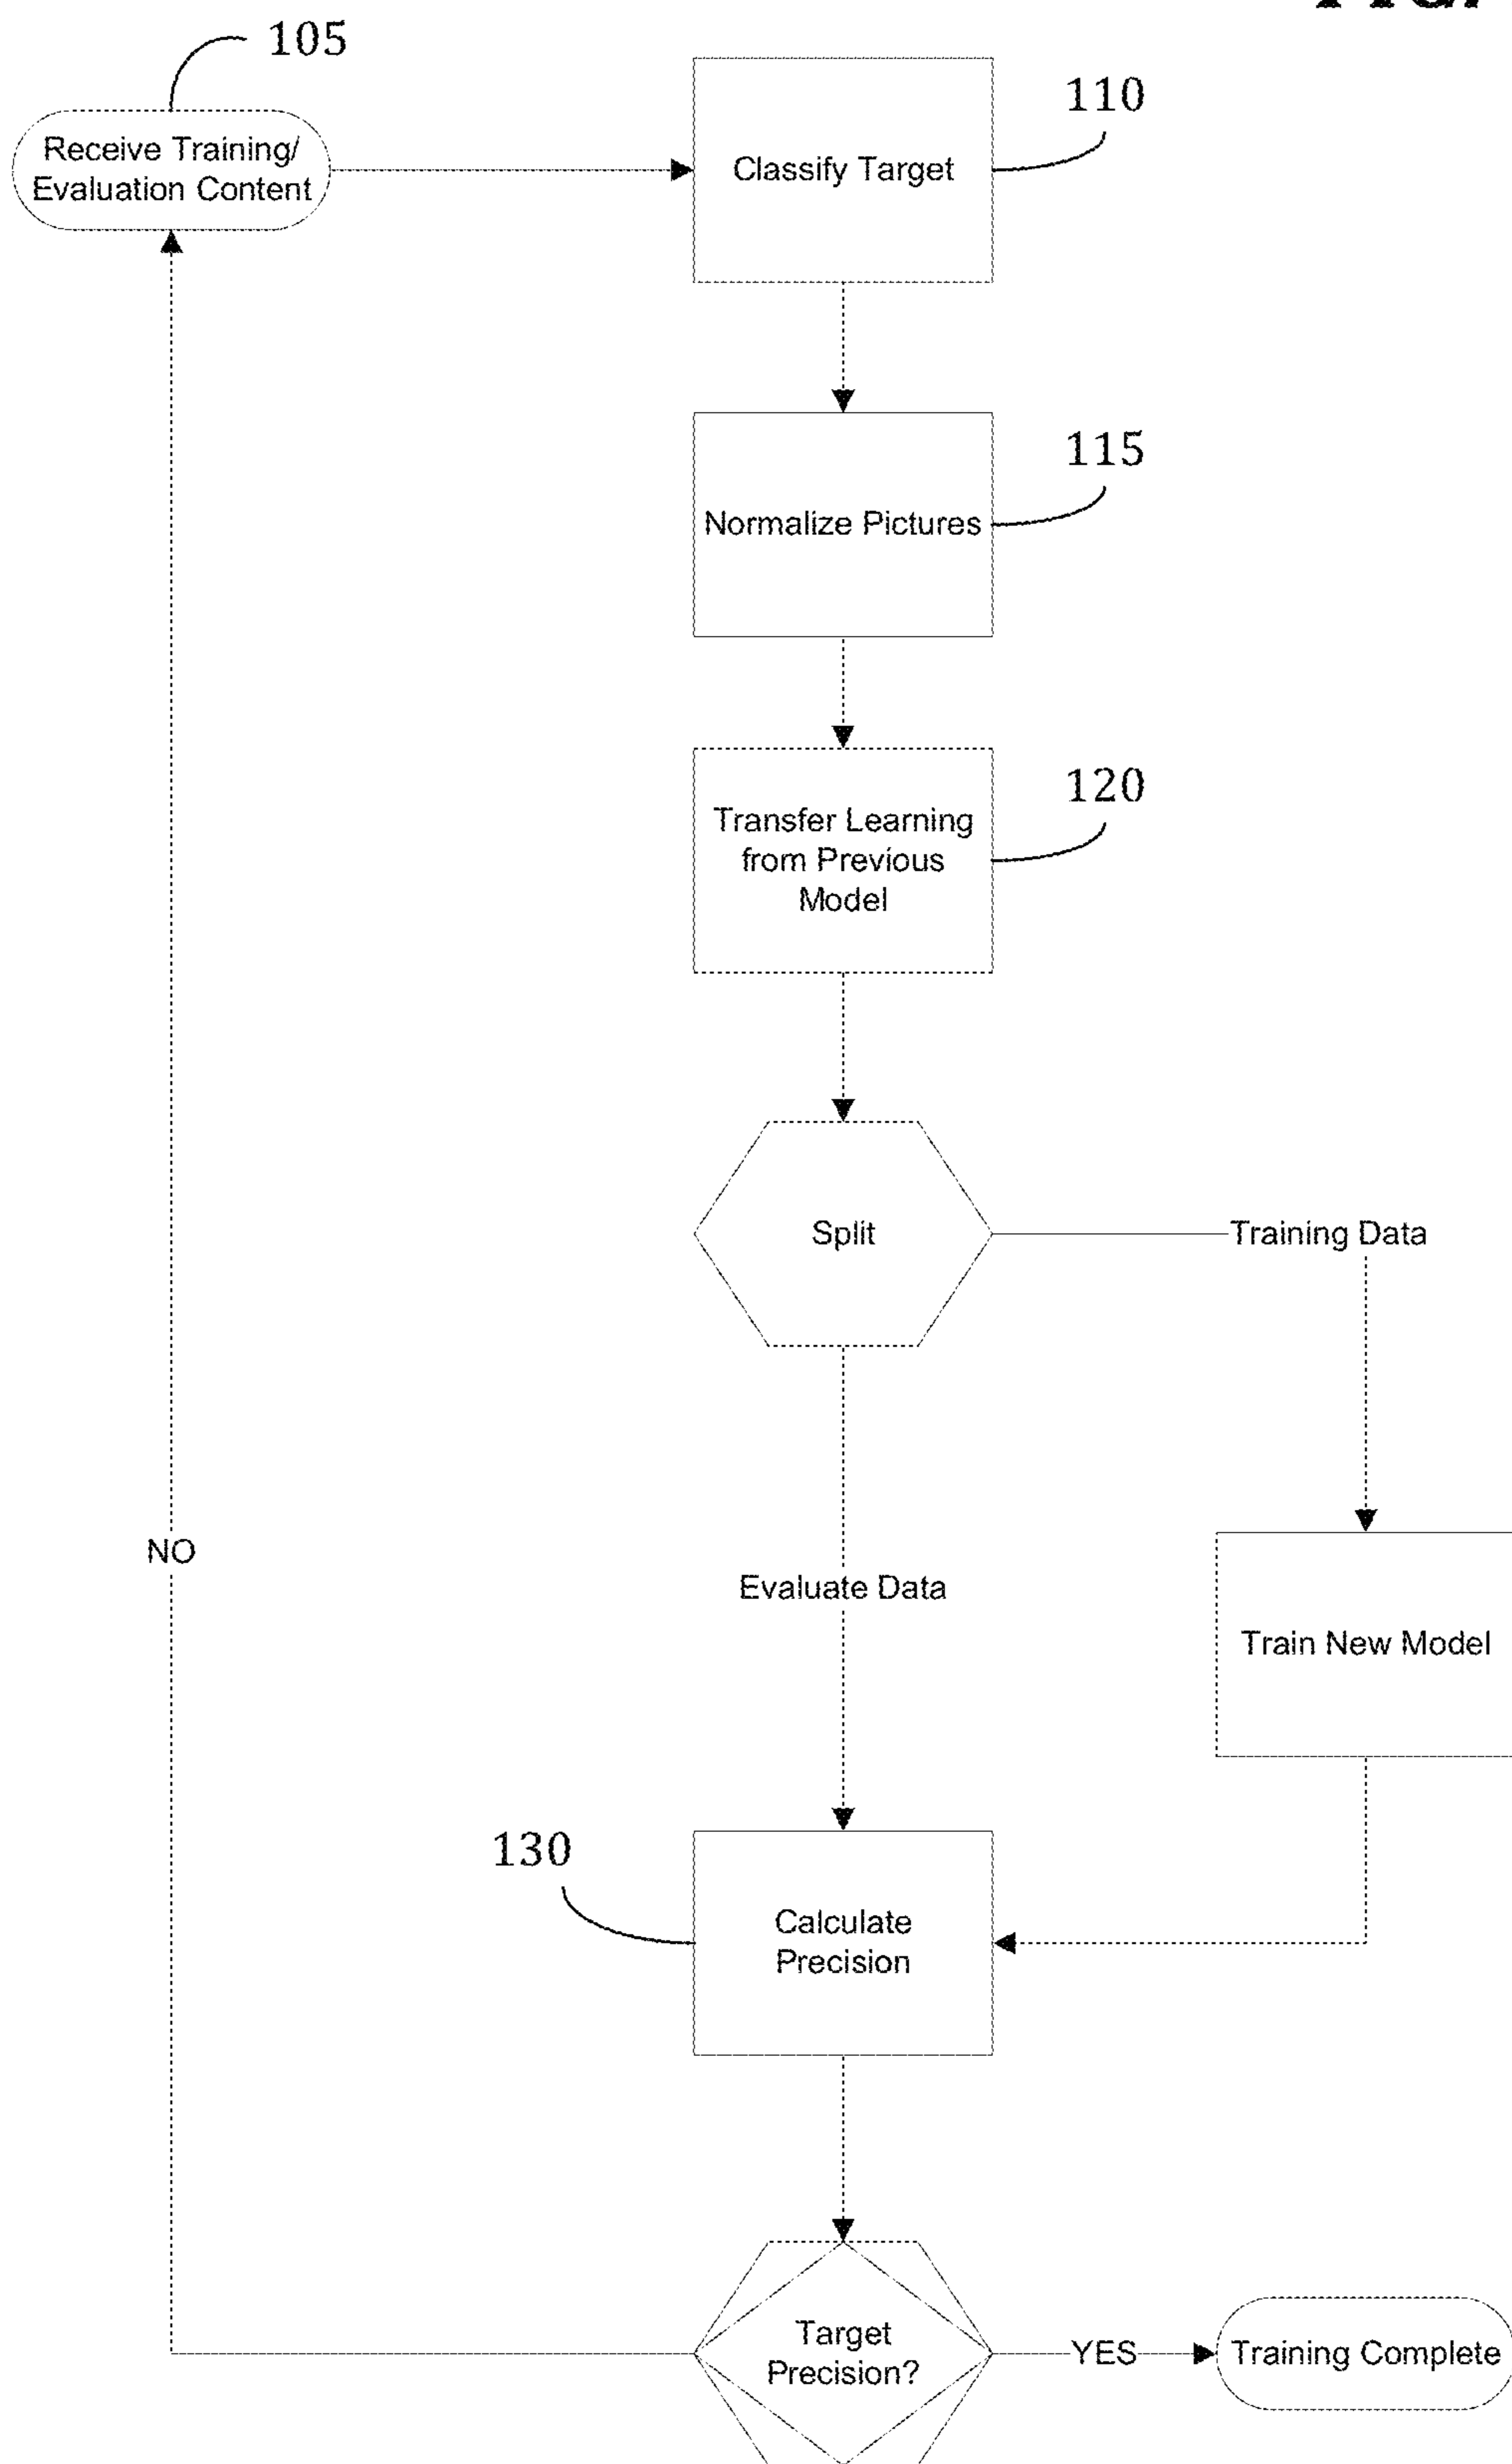 105
Receive Training/
Evaluation Content
110
Classify Target
115
Normalize Pictures
120
Transfer Learning
from Previous
Model
Split
Training Data
NO
Evaluate Data
Train New Model
130
Calculate
Precision
Target
Precision?
YES
Training Complete